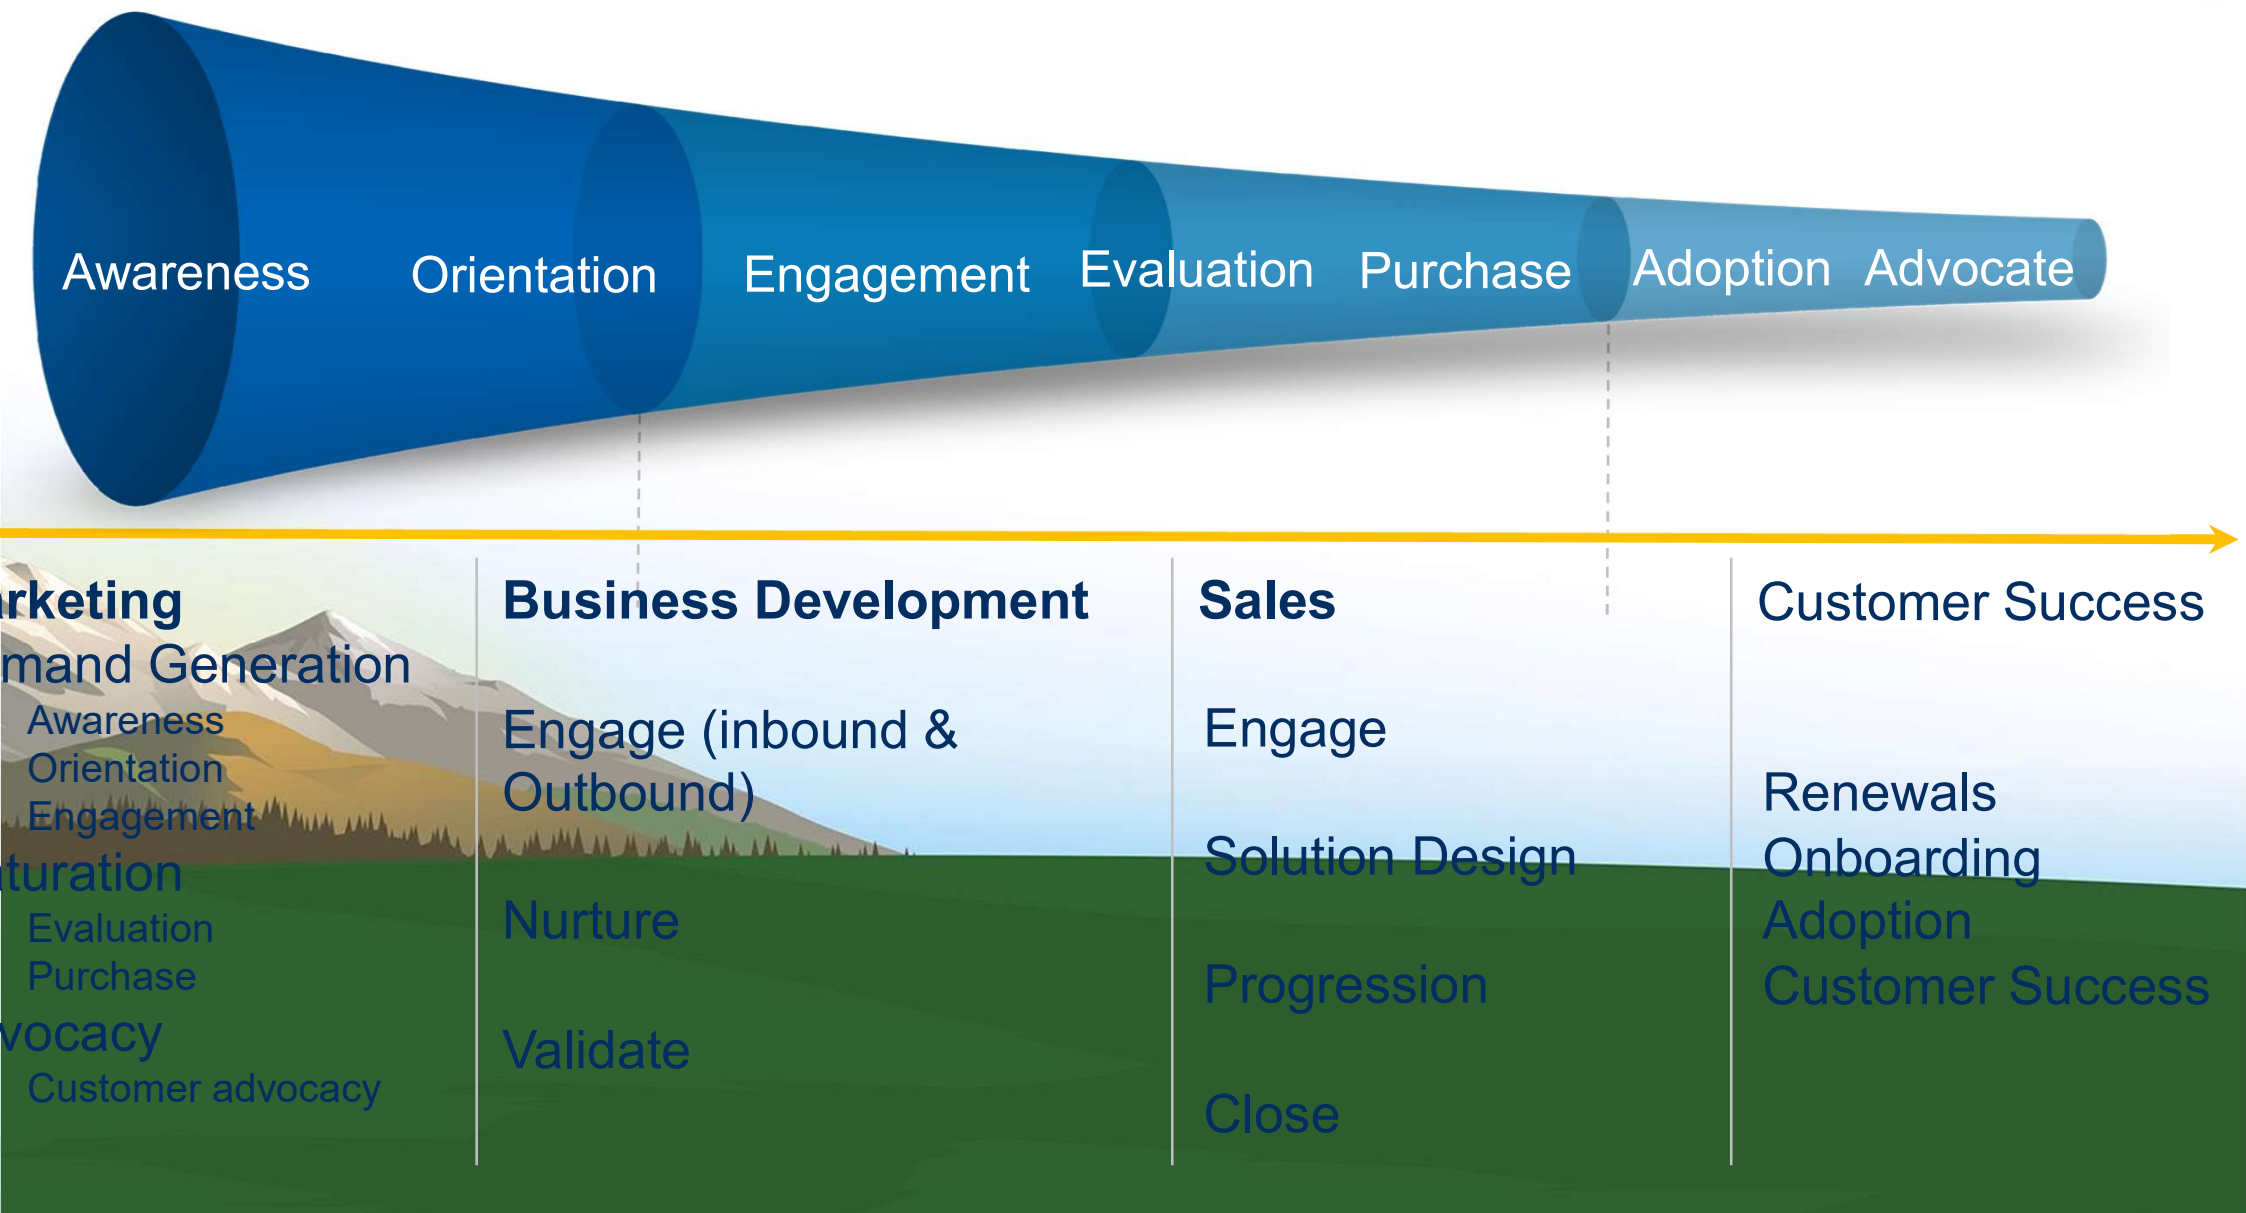 Awareness
Orientation
Engagement
Evaluation
Purchase
Adoption
Advocate
rketing
mand Generation
Awareness
Orientation
Engagement
turation
Evaluation
Purchase
vocacy
Customer advocacy
Business Development
Engage (inbound &
Outbound)
Nurture
Validate
Sales
Engage
Solution Design
Progression
Close
Customer Success
Renewals
Onboarding
Adoption
Customer Success